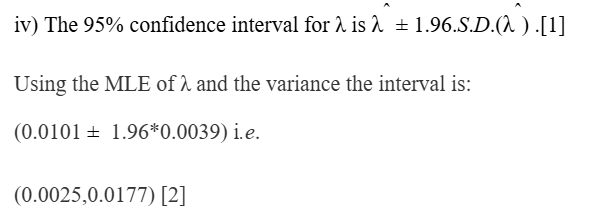 iv) The 95% confidence interval for λ is λ̂ ± 1.96.S.D.(λ̂ ) .[1]
Using the MLE of λ and the variance the interval is:
(0.0101 ± 1.96*0.0039) i.e.
(0.0025,0.0177) [2]